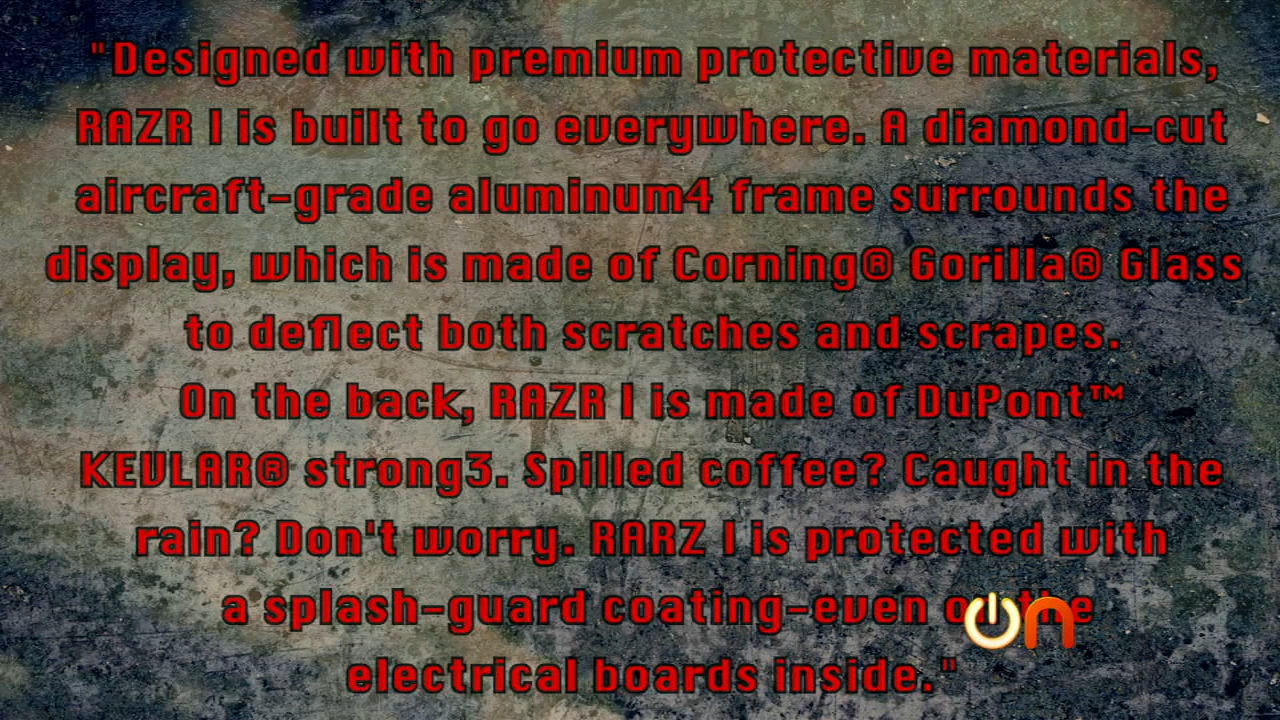 "Designed with premium protective materials,
RAZR I is built to go everywhere. A diamond-cut
aircraft-grade aluminum4 frame surrounds the
display, which is made of Corning® Gorilla® Glass
to deflect both scratches and scrapes.
On the back, RAZR I is made of DuPont™
KEVLAR® strong3. Spilled coffee? Caught in the
rain? Don't worry. RARZ I is protected with
a splash-guard coating-even on the
electrical boards inside."
on